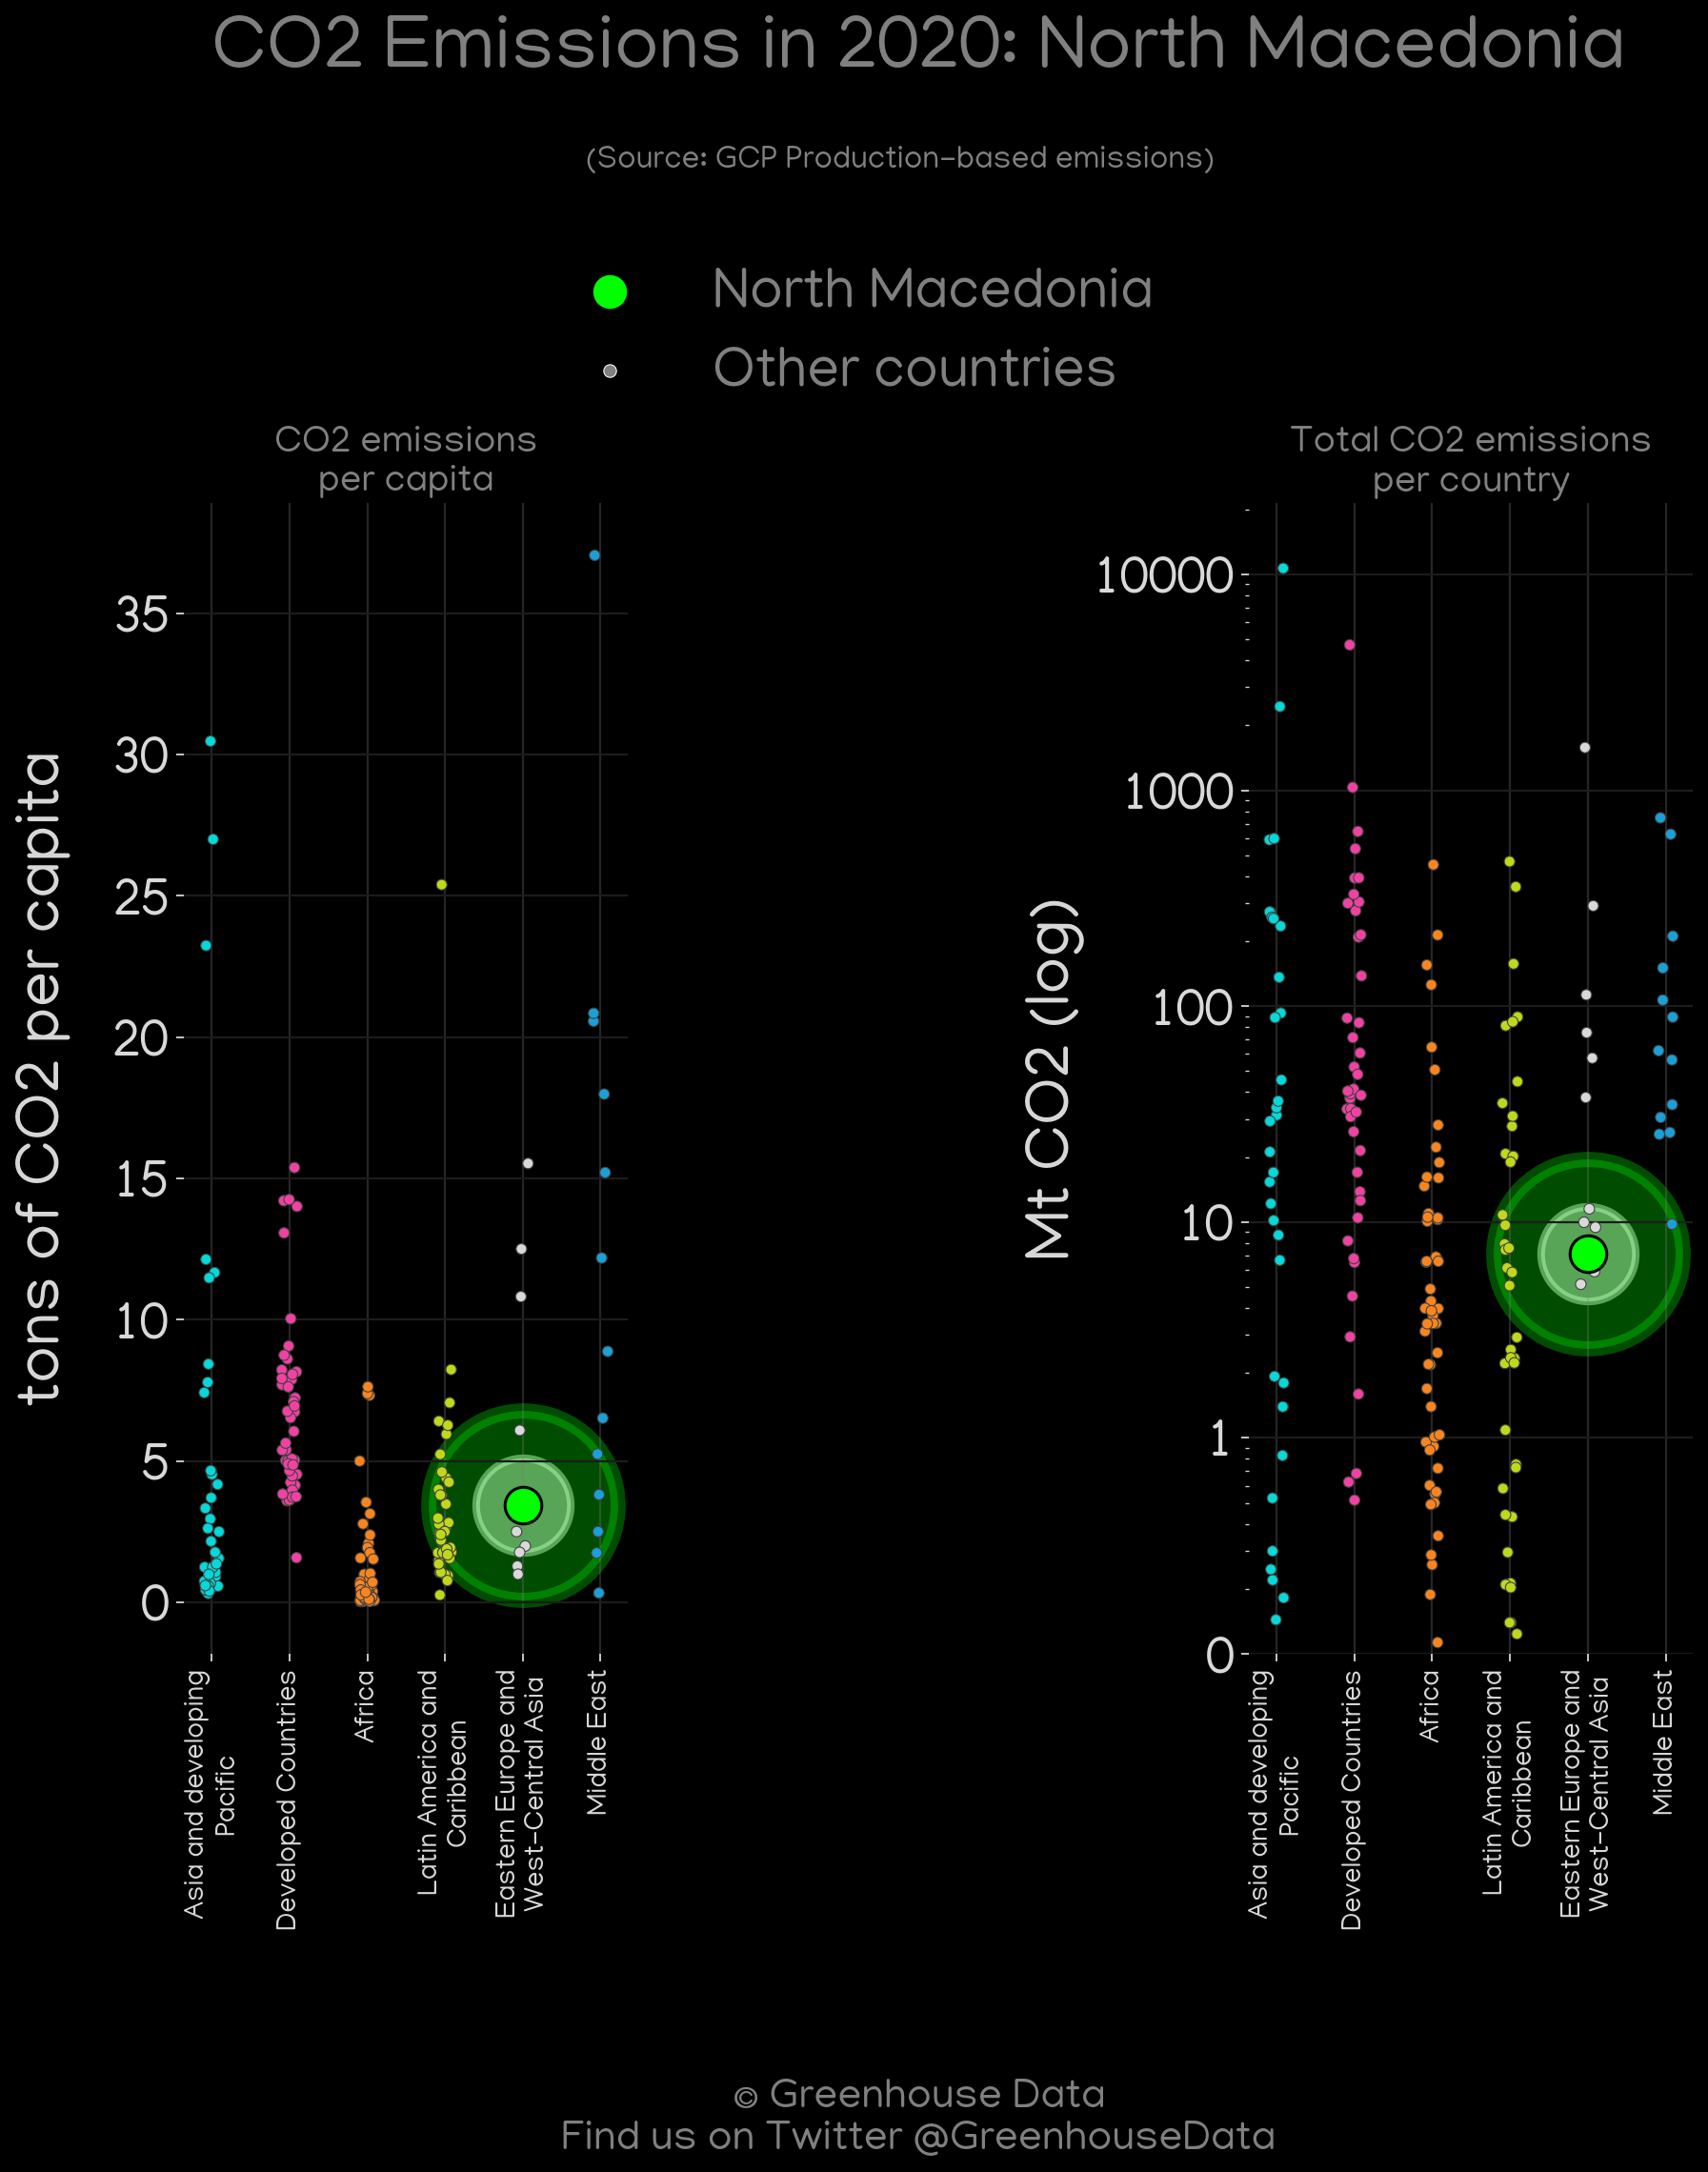 CO2 Emissions in 2020: North Macedonia
(Source: GCP Production-based emissions)
North Macedonia
Other countries
CO2 emissions
per capita
tons of CO2 per capita
35
30
25
20
15
10
5
0
Asia and developing
Pacific
Developed Countries
Africa
Latin America and
Caribbean
Eastern Europe and
West-Central Asia
Middle East
Total CO2 emissions
per country
Mt CO2 (log)
10000
1000
100
10
1
0
Asia and developing
Pacific
Developed Countries
Africa
Latin America and
Caribbean
Eastern Europe and
West-Central Asia
Middle East
© Greenhouse Data
Find us on Twitter @GreenhouseData